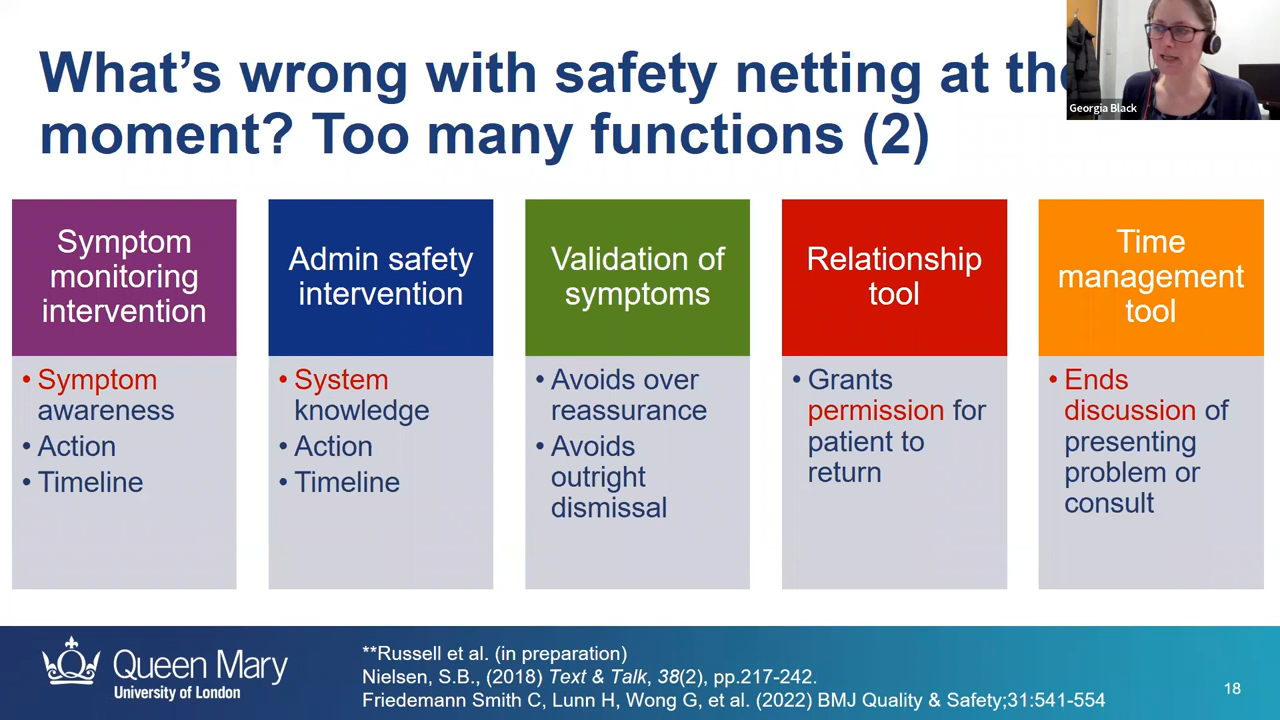 What's wrong with safety netting at the
moment? Too many functions (2)
Georgia Black
Symptom
monitoring
intervention
• Symptom
awareness
• Action
• Timeline
Admin safety
intervention
• System
knowledge
• Action
• Timeline
Validation of
symptoms
• Avoids over
reassurance
• Avoids
outright
dismissal
Relationship
tool
• Grants
permission for
patient to
return
Time
management
tool
• Ends
discussion of
presenting
problem or
consult
Queen Mary
University of London
**Russell et al. (in preparation)
Nielsen, S.B., (2018) Text & Talk, 38(2), pp.217-242.
Friedemann Smith C, Lunn H, Wong G, et al. (2022) BMJ Quality & Safety;31:541-554
18